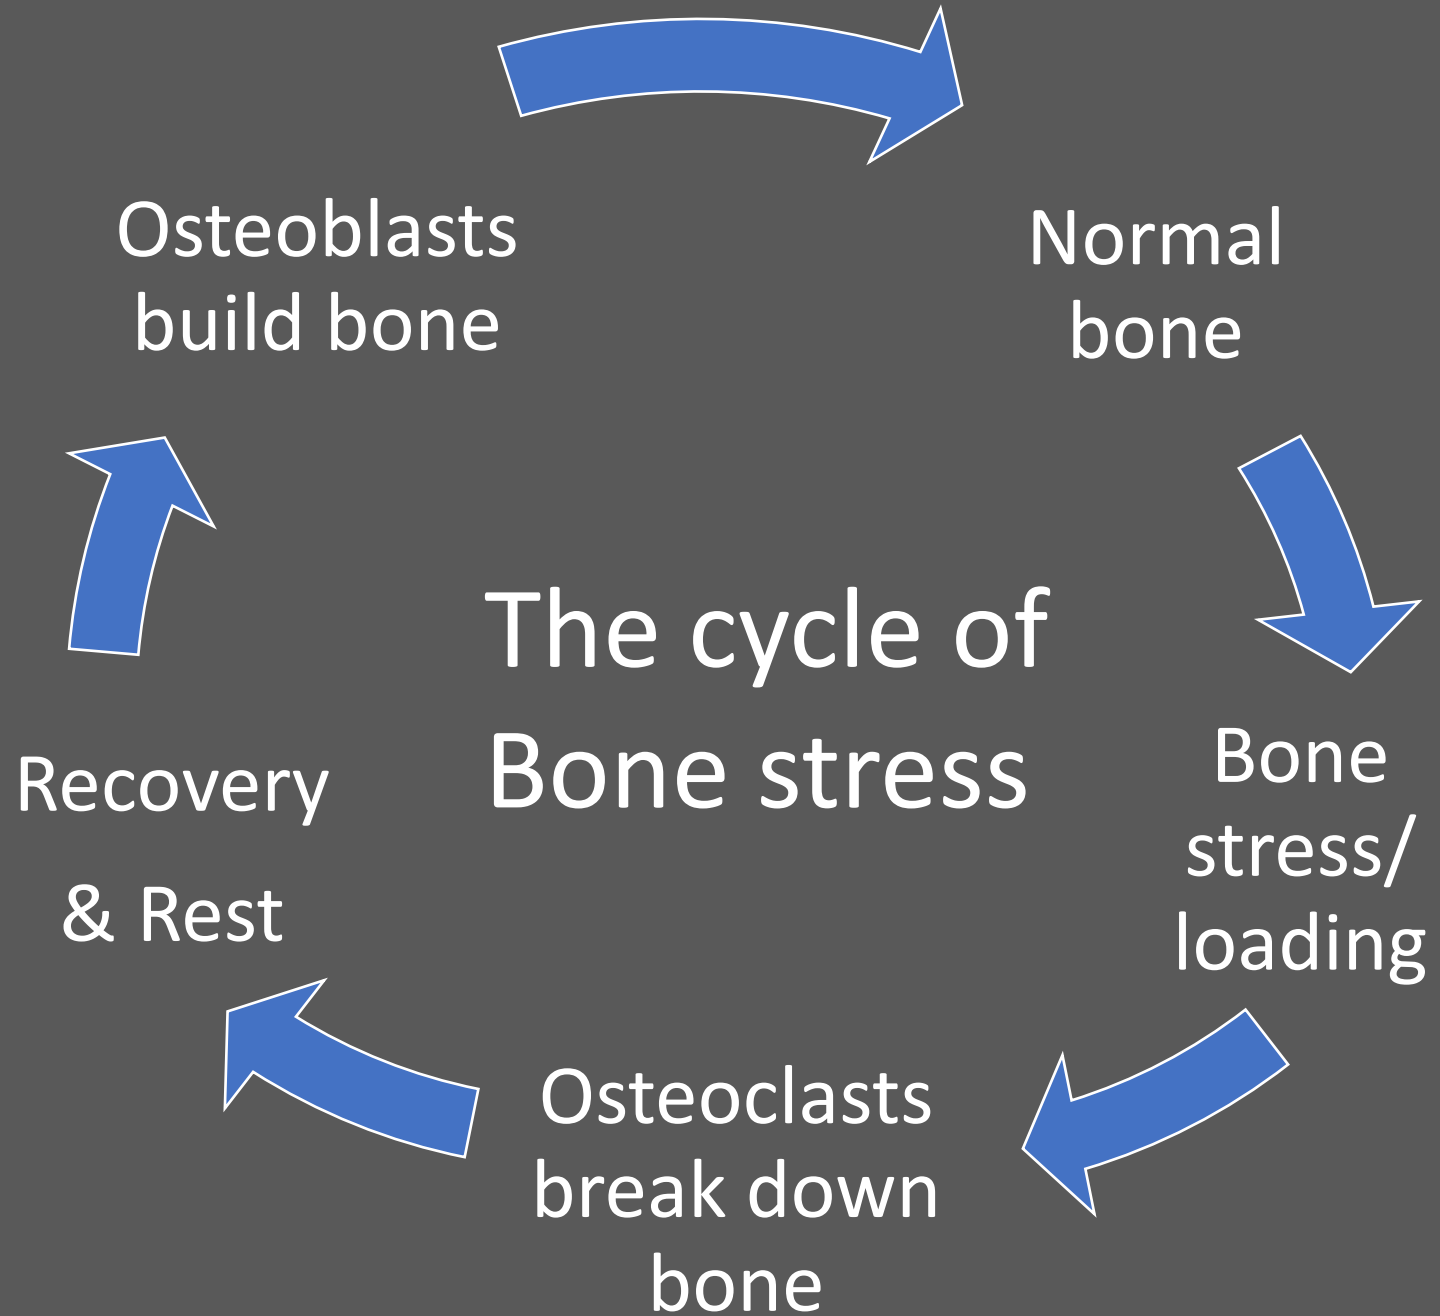 Osteoblasts
build bone
Normal
bone
The cycle of
Bone stress
Bone
stress/
loading
Recovery
& Rest
Osteoclasts
break down
bone